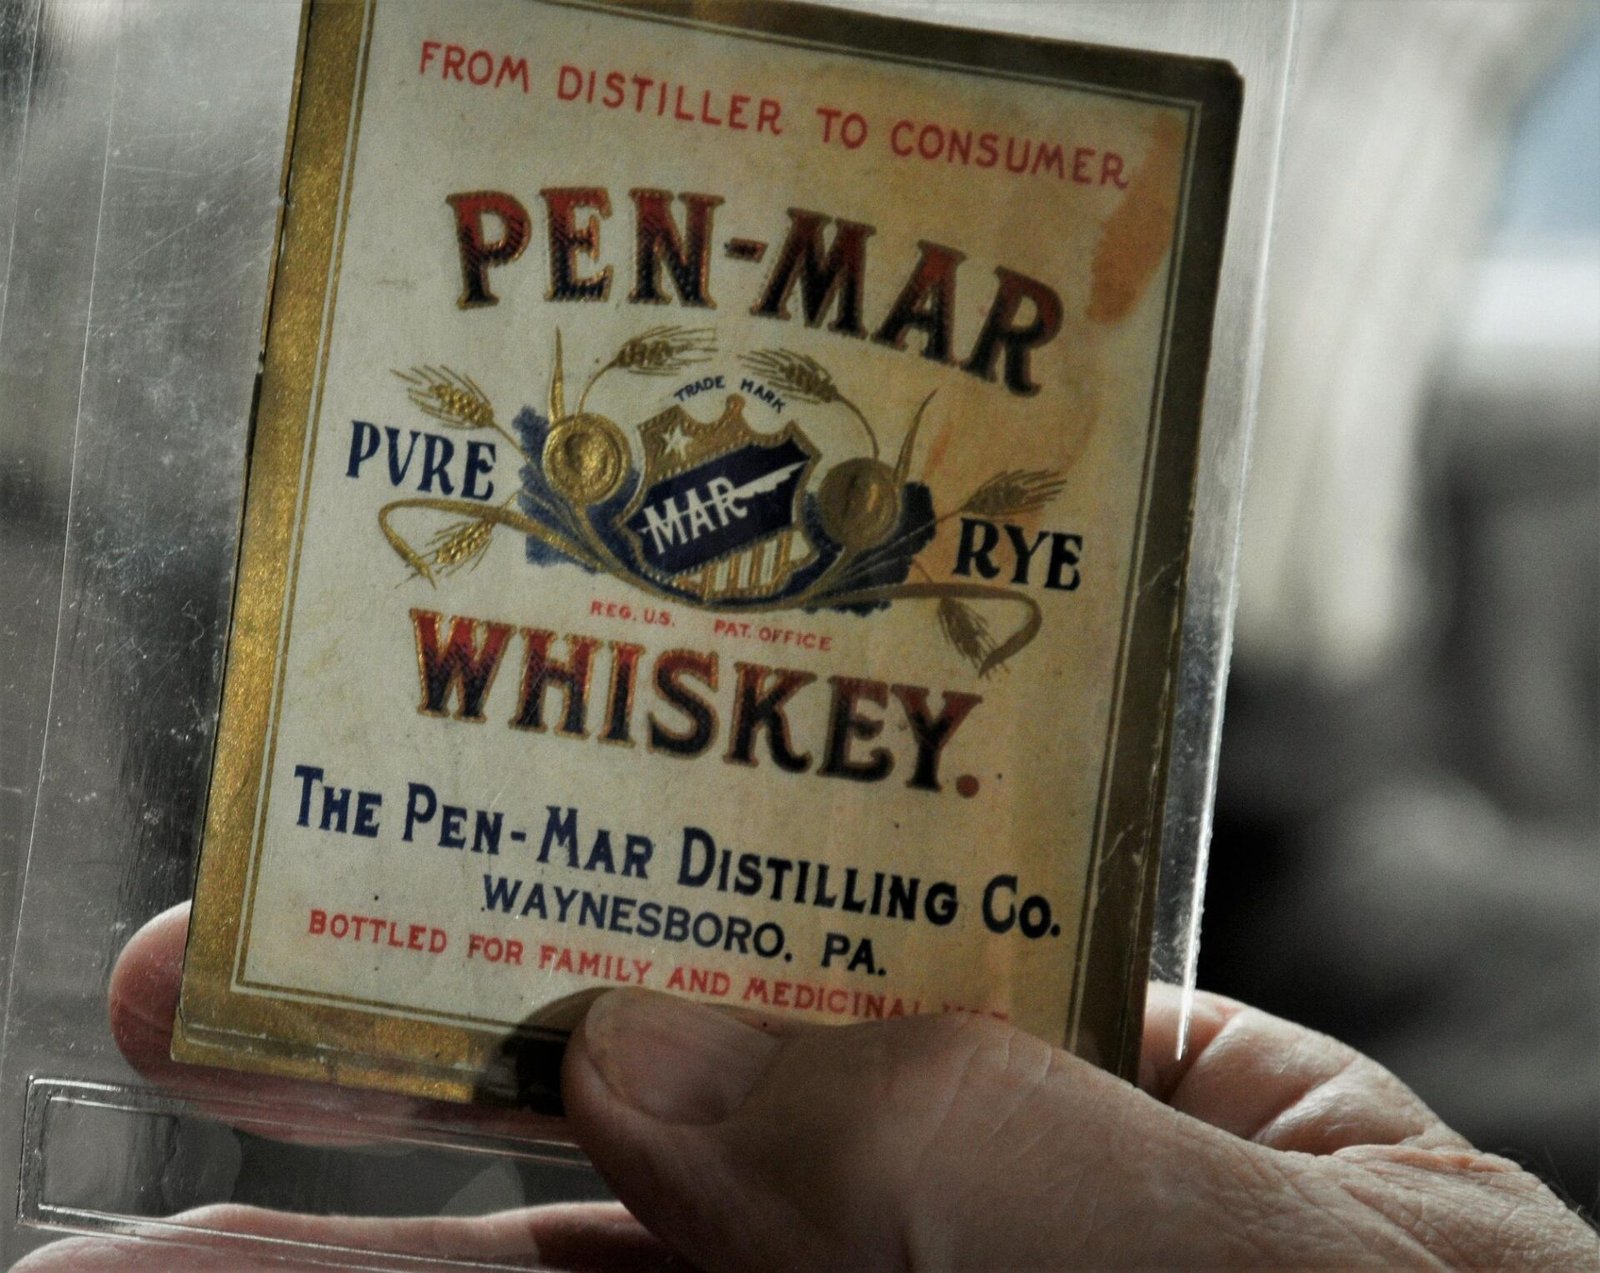 FROM DISTILLER TO CONSUMER
PEN-MAR
TRADE MARK
PVRE
MAR
RYE
REG. U.S. PAT. OFFICE
WHISKEY.
THE PEN-MAR DISTILLING CO.
WAYNESBORO. PA.
BOTTLED FOR FAMILY AND MEDICINAL